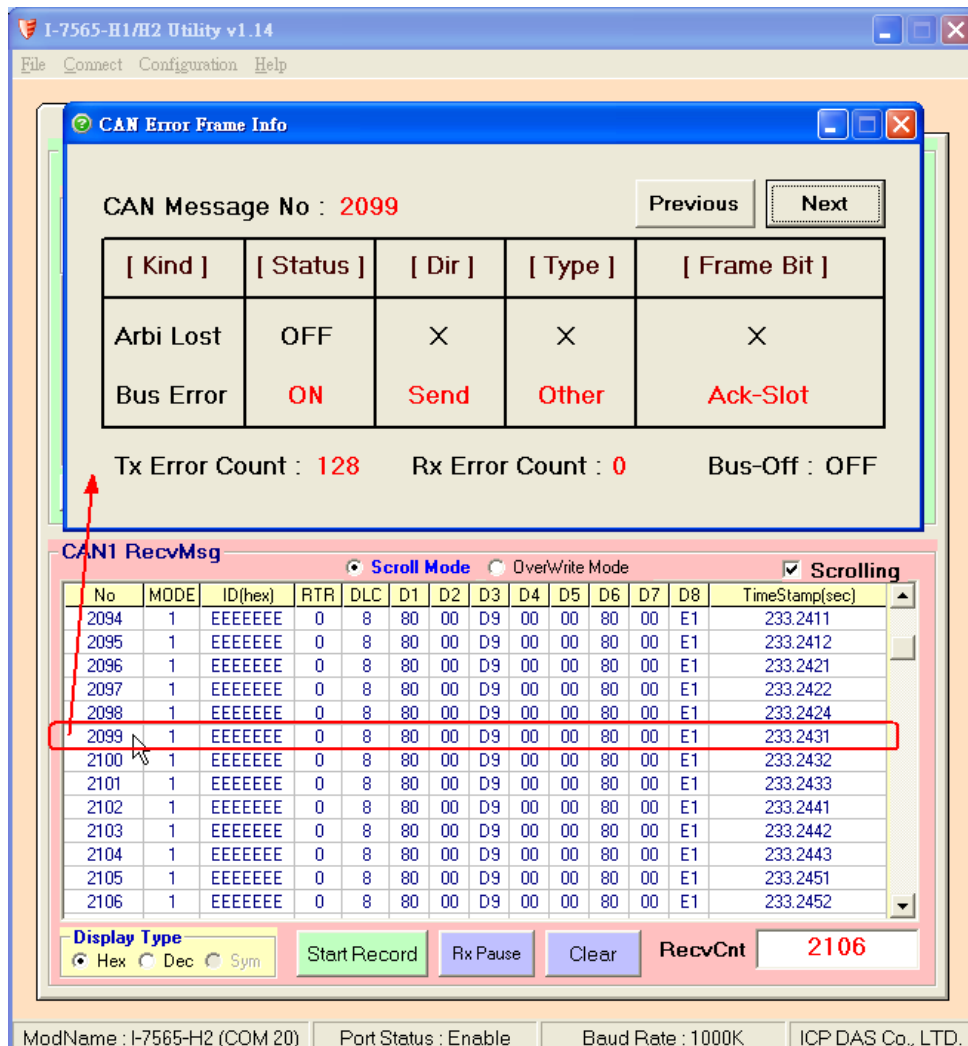 I-7565-H1/H2 Utility v1.14
File Connect Configuration Help
CAN Error Frame Info
CAN Message No : 2099
Previous
Next
[ Kind ] [ Status ] [ Dir ] [ Type ] [ Frame Bit ]
Arbi Lost OFF X X X
Bus Error ON Send Other Ack-Slot
Tx Error Count : 128 Rx Error Count : 0 Bus-Off : OFF
CAN1 RecvMsg
Scroll Mode OverWrite Mode Scrolling
No MODE ID(hex) RTR DLC D1 D2 D3 D4 D5 D6 D7 D8 TimeStamp(sec)
2094 1 EEEEEEE 0 8 80 00 D9 00 00 80 00 E1 233.2411
2095 1 EEEEEEE 0 8 80 00 D9 00 00 80 00 E1 233.2412
2096 1 EEEEEEE 0 8 80 00 D9 00 00 80 00 E1 233.2421
2097 1 EEEEEEE 0 8 80 00 D9 00 00 80 00 E1 233.2422
2098 1 EEEEEEE 0 8 80 00 D9 00 00 80 00 E1 233.2424
2099 1 EEEEEEE 0 8 80 00 D9 00 00 80 00 E1 233.2431
2100 1 EEEEEEE 0 8 80 00 D9 00 00 80 00 E1 233.2432
2101 1 EEEEEEE 0 8 80 00 D9 00 00 80 00 E1 233.2433
2102 1 EEEEEEE 0 8 80 00 D9 00 00 80 00 E1 233.2441
2103 1 EEEEEEE 0 8 80 00 D9 00 00 80 00 E1 233.2442
2104 1 EEEEEEE 0 8 80 00 D9 00 00 80 00 E1 233.2443
2105 1 EEEEEEE 0 8 80 00 D9 00 00 80 00 E1 233.2451
2106 1 EEEEEEE 0 8 80 00 D9 00 00 80 00 E1 233.2452
Display Type
Hex Dec Sym
Start Record
Rx Pause
Clear
RecvCnt 2106
ModName : I-7565-H2 (COM 20) Port Status : Enable Baud Rate : 1000K ICP DAS Co., LTD.